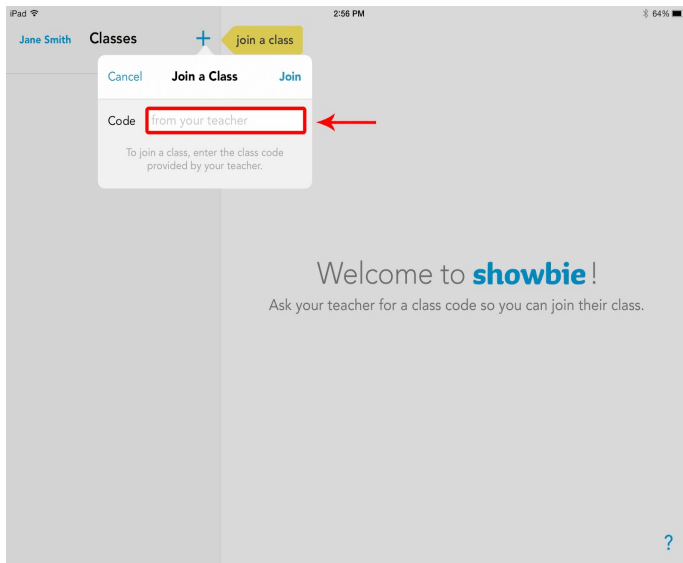 iPad 2:56 PM 64%
Jane Smith Classes + join a class
Cancel Join a Class Join
Code from your teacher
To join a class, enter the class code
provided by your teacher.
Welcome to showbie!
Ask your teacher for a class code so you can join their class.
?